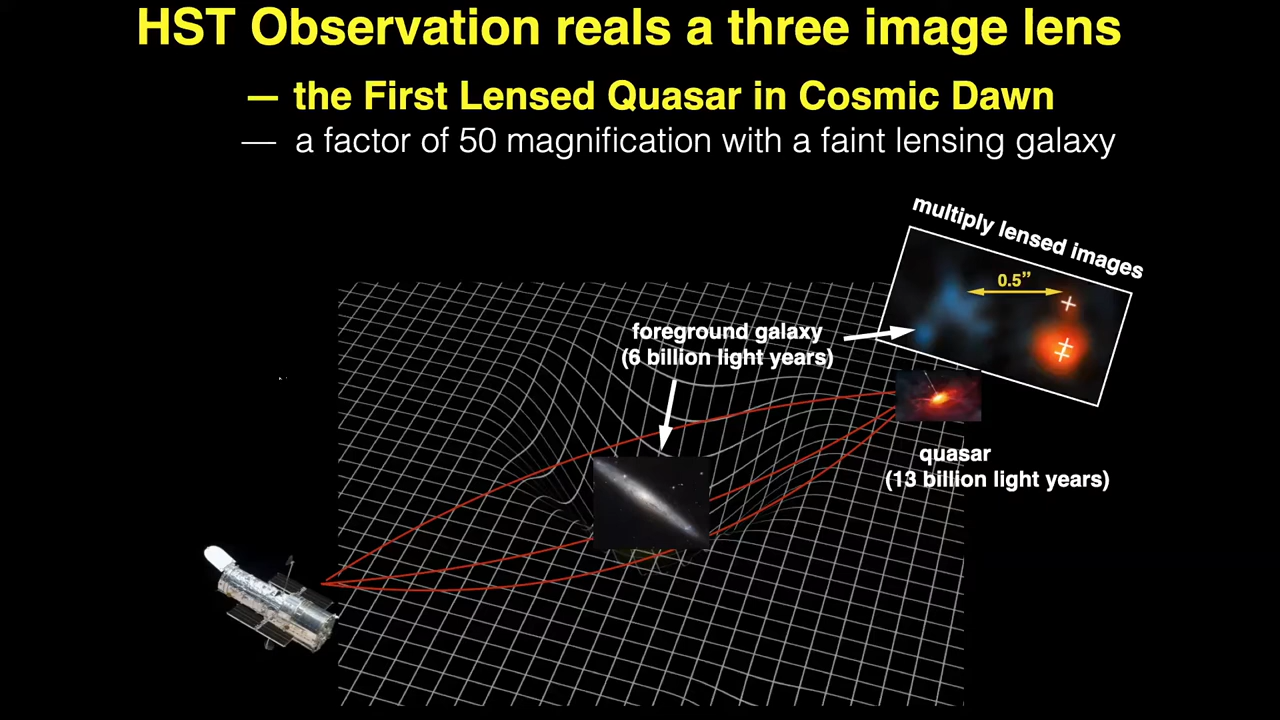 HST Observation reals a three image lens
— the First Lensed Quasar in Cosmic Dawn
— a factor of 50 magnification with a faint lensing galaxy
multiply lensed images
0.5”
foreground galaxy
(6 billion light years)
quasar
(13 billion light years)